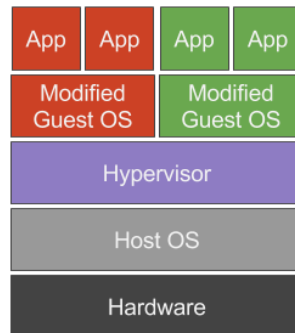 App App App App
Modified Modified
Guest OS Guest OS
Hypervisor
Host OS
Hardware